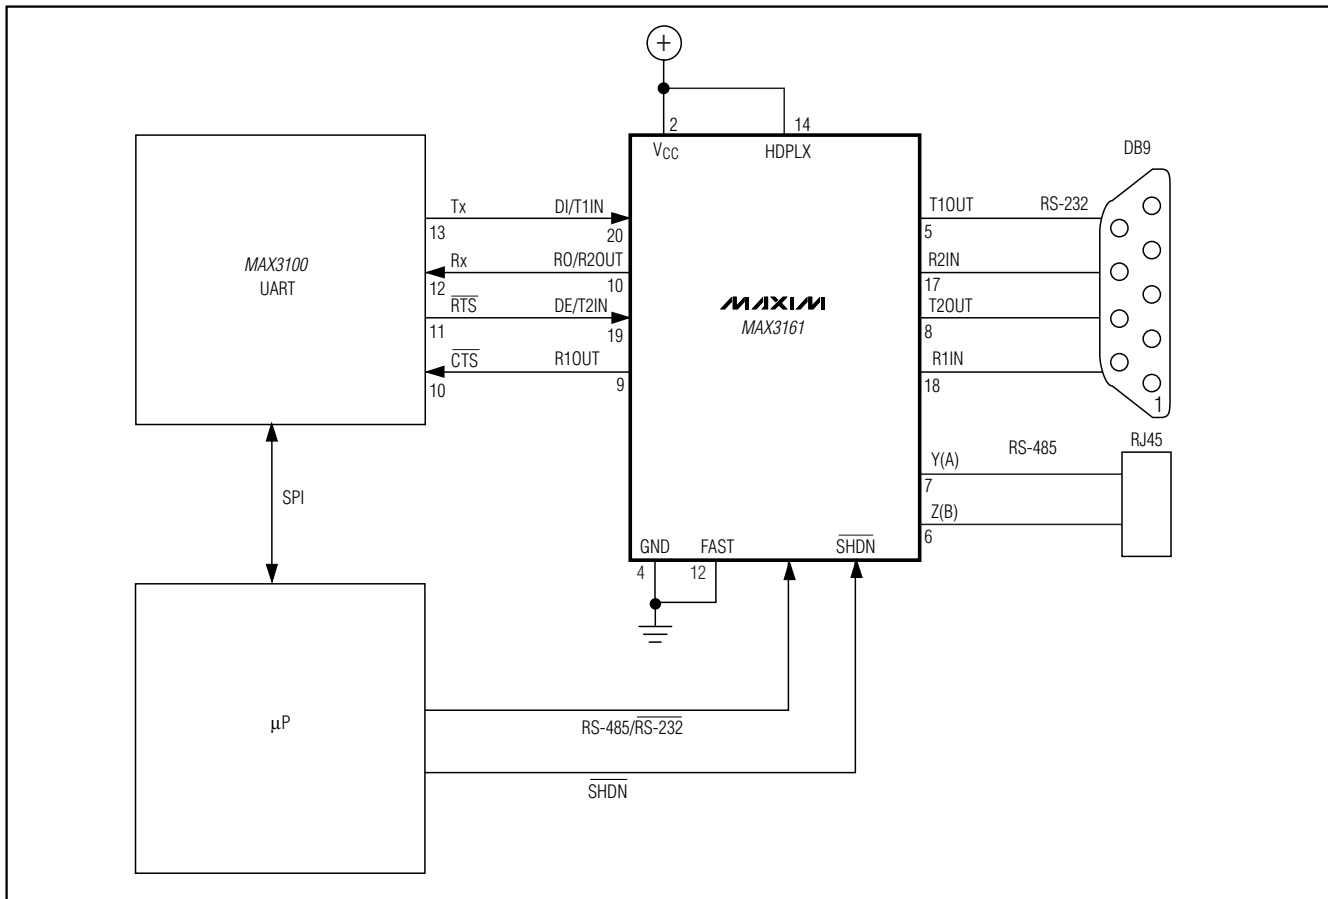 +
2
14
VCC
HDPLX
DB9
Tx
DI/T1IN
T1OUT
RS-232
13
20
5
MAX3100
UART
Rx
RO/R2OUT
R2IN
12
10
17
MAXIM
MAX3161
RTS
DE/T2IN
T2OUT
11
19
8
CTS
R1OUT
R1IN
10
9
18
1
RJ45
RS-485
Y(A)
7
Z(B)
6
SPI
GND
FAST
SHDN
4
12
µP
RS-485/RS-232
SHDN